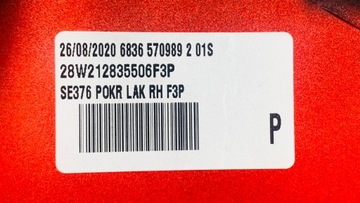 26/08/2020 6836 570989 2 01S
28W212835506F3P
SE376 POKR LAK RH F3P
P